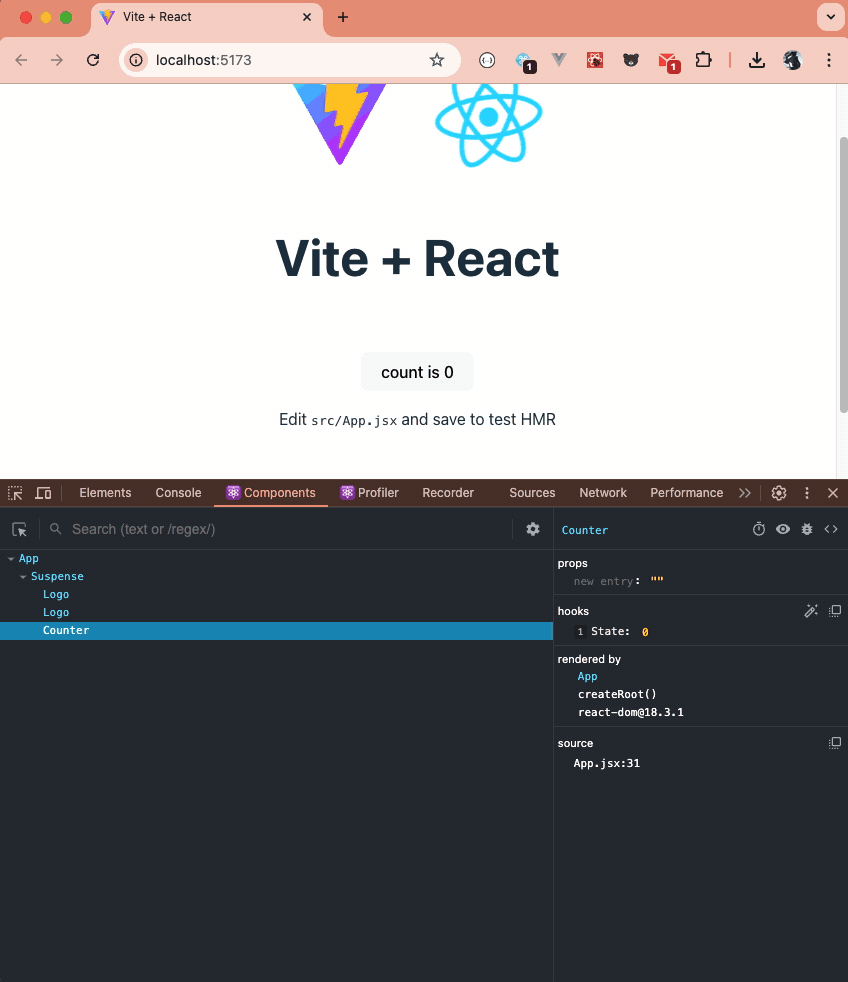 Vite + React
localhost:5173
1
1
Vite + React
count is 0
Edit src/App.jsx and save to test HMR
Elements Console Components Profiler Recorder Sources Network Performance
Search (text or /regex/)
Counter
App
Suspense
Logo
Logo
Counter
props
new entry: ""
hooks
1 State: 0
rendered by
App
createRoot()
react-dom@18.3.1
source
App.jsx:31